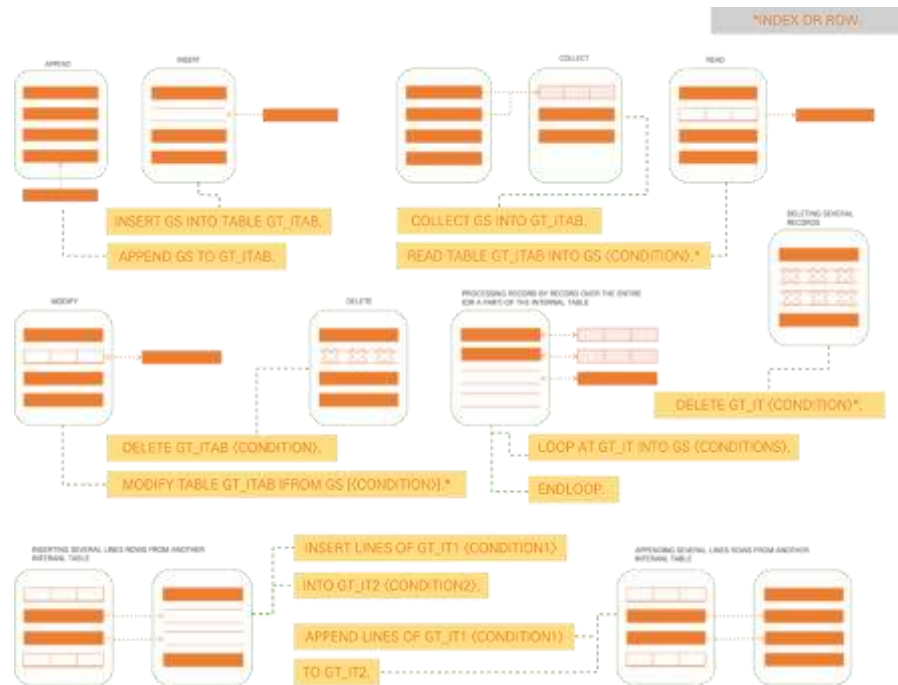 *INDEX OR ROW.
APPEND
INSERT
COLLECT
READ
INSERT GS INTO TABLE GT_ITAB.
APPEND GS TO GT_ITAB.
COLLECT GS INTO GT_ITAB.
READ TABLE GT_ITAB INTO GS (CONDITION).*
DELETING SEVERAL
RECORDS
MODIFY
DELETE
PROCESSING RECORD BY RECORD OVER THE ENTIRE
(OR A PART) OF THE INTERNAL TABLE
DELETE GT_ITAB (CONDITION).
MODIFY TABLE GT_ITAB IFROM GS [(CONDITION)].*
DELETE GT_IT (CONDITION)*.
LOOP AT GT_IT INTO GS (CONDITIONS).
ENDLOOP.
INSERTING SEVERAL LINES ROWS FROM ANOTHER
INTERANL TABLE
INSERT LINES OF GT_IT1 (CONDITION1)
INTO GT_IT2 (CONDITION2).
APPEND LINES OF GT_IT1 (CONDITION1)
TO GT_IT2.
APPENDING SEVERAL LINES ROWS FROM ANOTHER
INTERANL TABLE